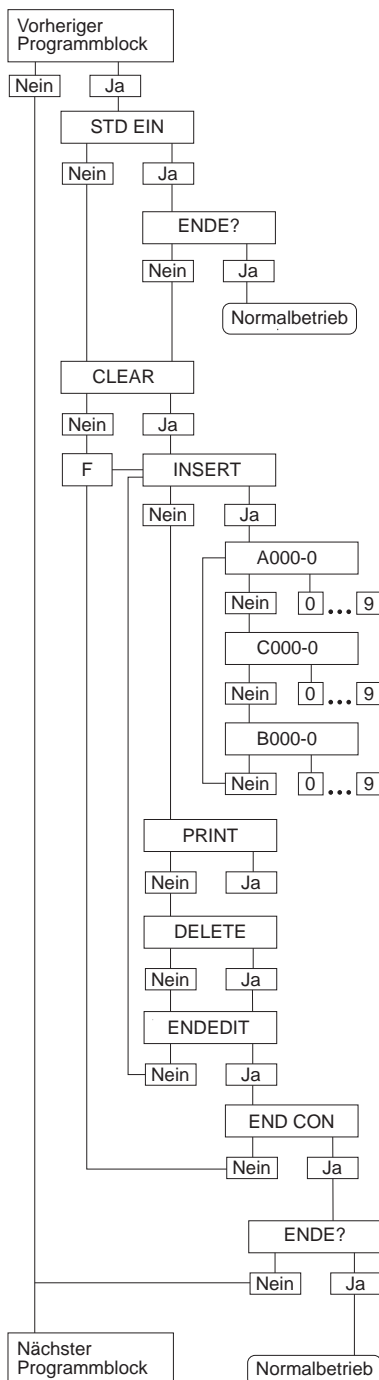 Vorheriger
Programmblock
Nein Ja
STD EIN
Nein Ja
ENDE?
Nein Ja
Normalbetrieb
CLEAR
Nein Ja
F INSERT
Nein Ja
A000-0
Nein 0 ... 9
C000-0
Nein 0 ... 9
B000-0
Nein 0 ... 9
PRINT
Nein Ja
DELETE
Nein Ja
ENDEDIT
Nein Ja
END CON
Nein Ja
ENDE?
Nein Ja
Nächster
Programmblock
Normalbetrieb